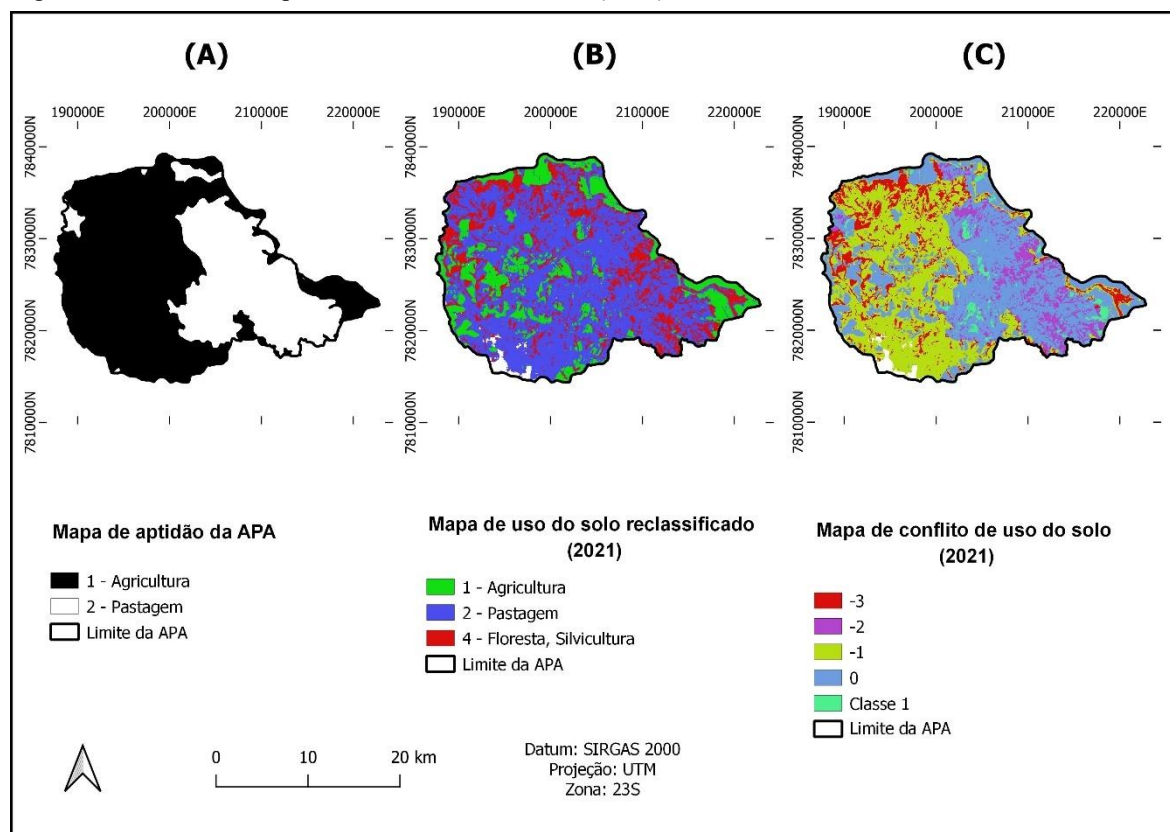 (A)
(B)
(C)
190000E 200000E 210000E 220000E
190000E 200000E 210000E 220000E
190000E 200000E 210000E 220000E
7840000N
7830000N
7820000N
7810000N
7840000N
7830000N
7820000N
7810000N
7840000N
7830000N
7820000N
7810000N
Mapa de aptidão da APA
1 - Agricultura
2 - Pastagem
Limite da APA
Mapa de uso do solo reclassificado
(2021)
1 - Agricultura
2 - Pastagem
4 - Floresta, Silvicultura
Limite da APA
Mapa de conflito de uso do solo
(2021)
-3
-2
-1
0
Classe 1
Limite da APA
0 10 20 km
Datum: SIRGAS 2000
Projeção: UTM
Zona: 23S